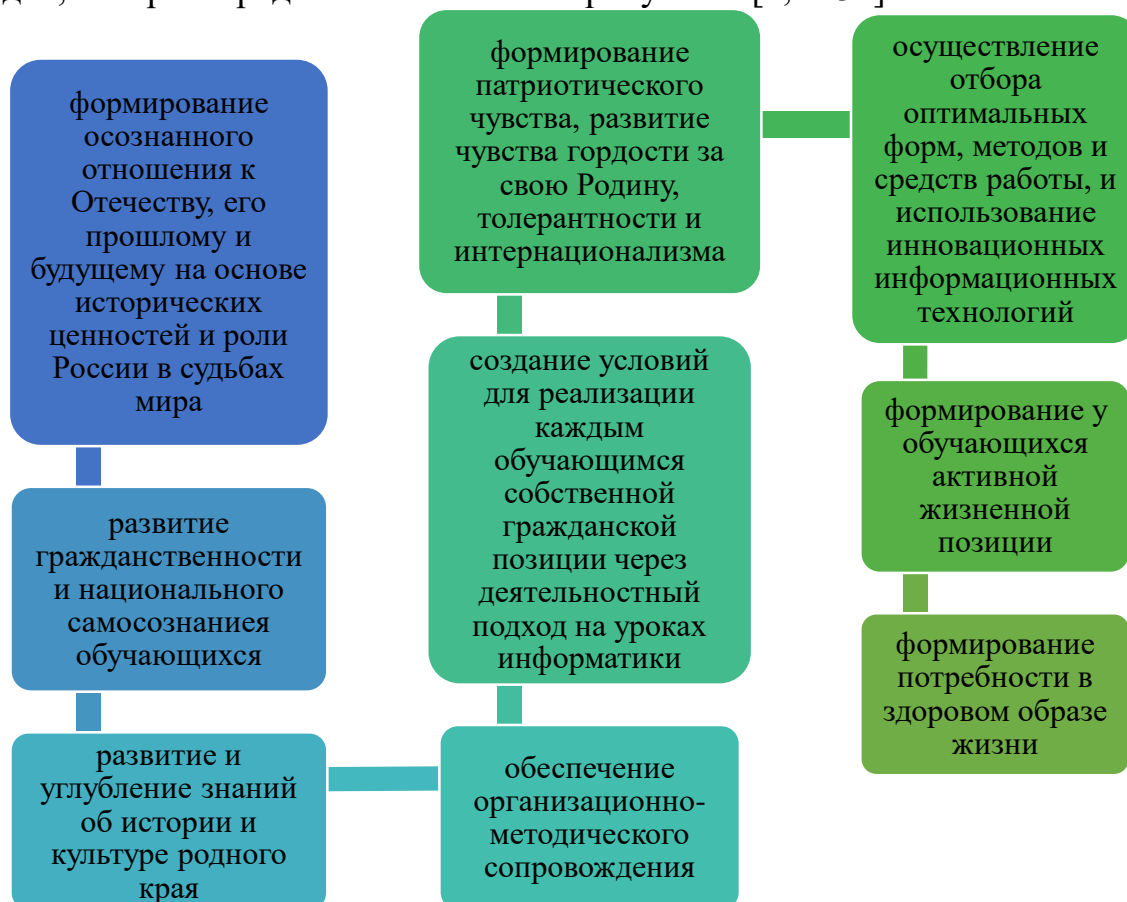 формирование
осознанного
отношения к
Отечеству, его
прошлому и
будущему на основе
исторических
ценностей и роли
России в судьбах
мира
развитие
гражданственности
и национального
самосознаниея
обучающихся
развитие и
углубление знаний
об истории и
культуре родного
края
обеспечение
организационно-
методического
сопровождения
создание условий
для реализации
каждым
обучающимся
собственной
гражданской
позиции через
деятельностный
подход на уроках
информатики
формирование
патриотического
чувства, развитие
чувства гордости за
свою Родину,
толерантности и
интернационализма
осуществление
отбора
оптимальных
форм, методов и
средств работы, и
использование
инновационных
информационных
технологий
формирование у
обучающихся
активной
жизненной
позиции
формирование
потребности в
здоровом образе
жизни